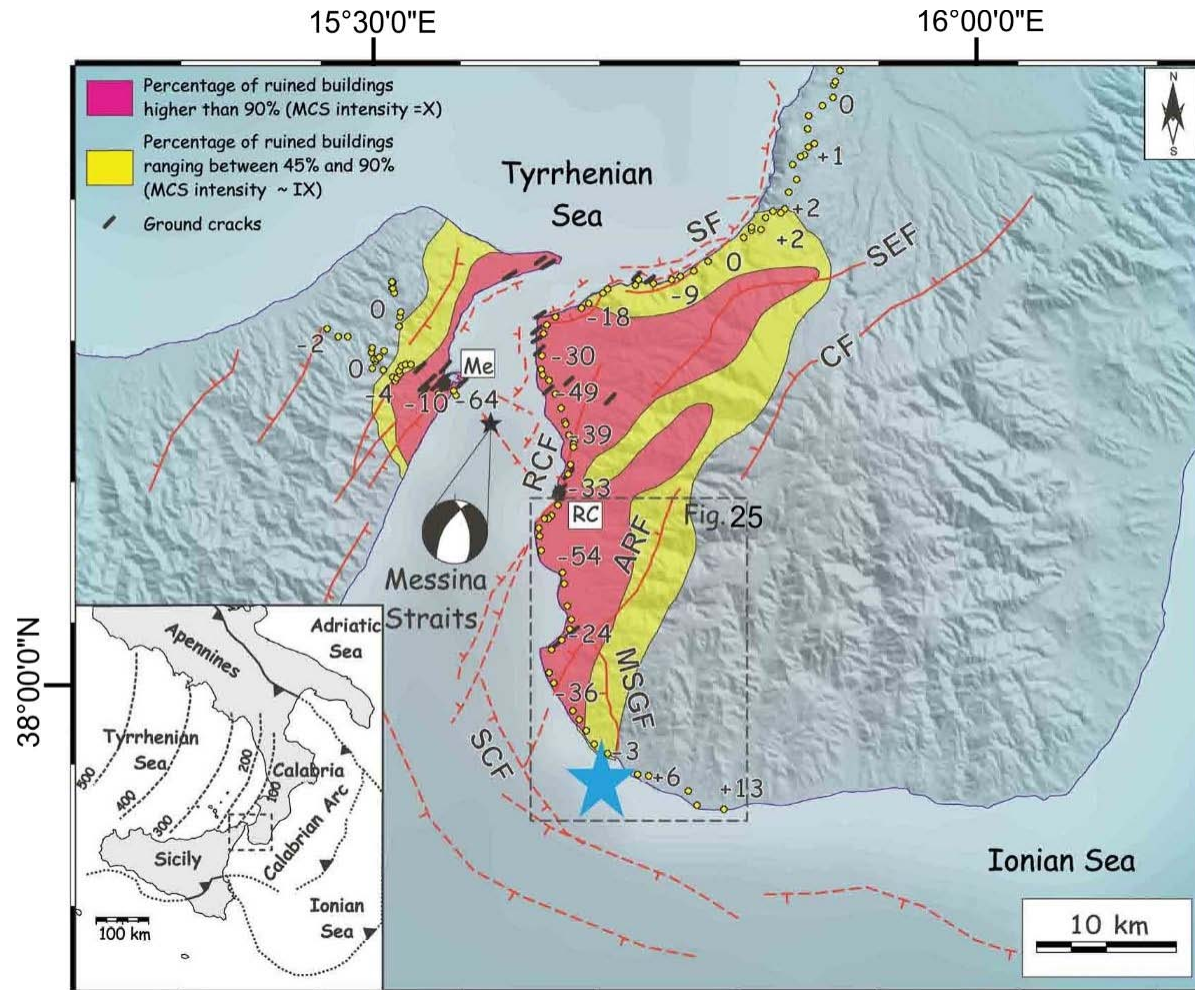 15°30'0"E
16°00'0"E
Percentage of ruined buildings
higher than 90% (MCS intensity =X)
Percentage of ruined buildings
ranging between 45% and 90%
(MCS intensity ~ IX)
Ground cracks
N
S
Tyrrhenian
Sea
0
+1
+2
+2
SF
SEF
0
-9
-18
0
-2
0
-30
CF
Me
-4
-10
-64
-49
-39
RCF
-33
RC
Fig. 25
ARF
-54
Messina
Straits
-24
MSGF
-36
38°00'0"N
SCF
-3
+6
+13
Ionian Sea
10 km
Adriatic
Sea
Apennines
Tyrrhenian
Sea
500
400
300
200
100
Calabria
Calabrian Arc
Sicily
Ionian
Sea
100 km